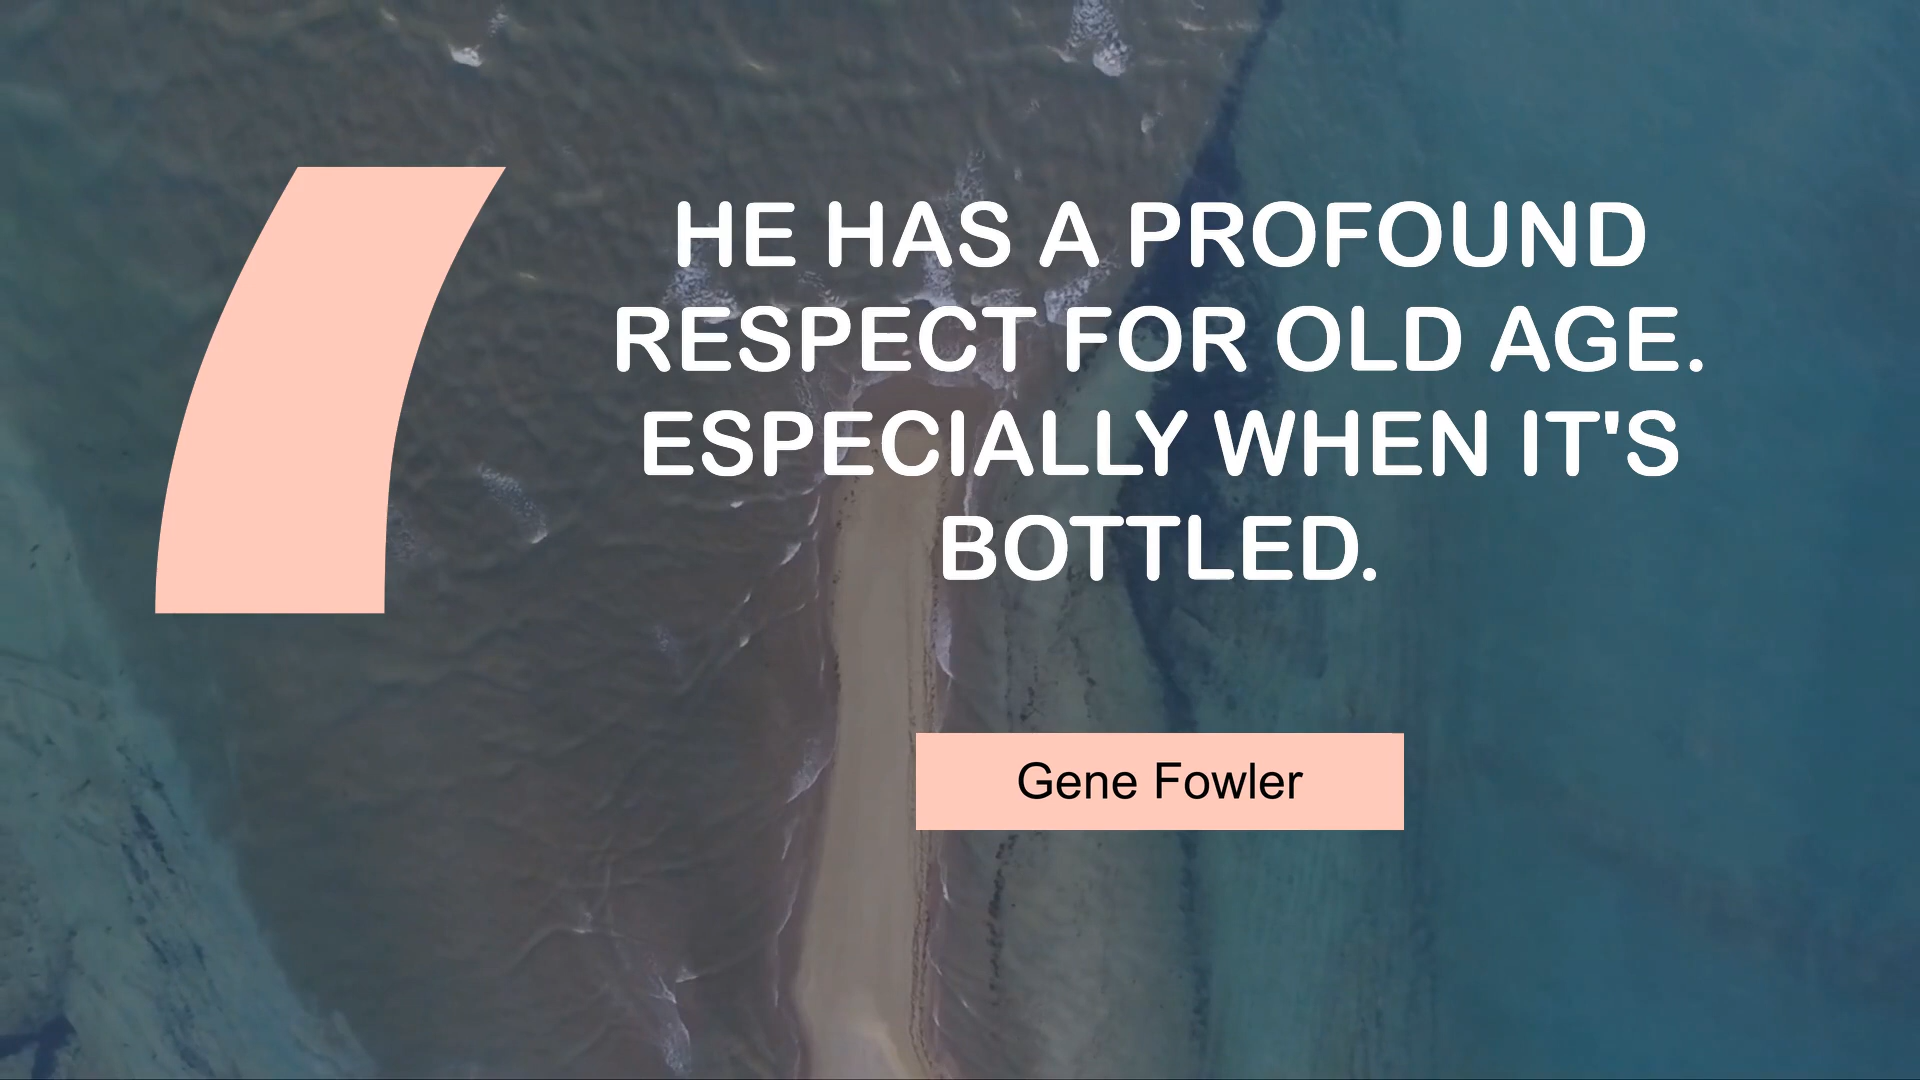 HE HAS A PROFOUND
RESPECT FOR OLD AGE.
ESPECIALLY WHEN IT'S
BOTTLED.
Gene Fowler